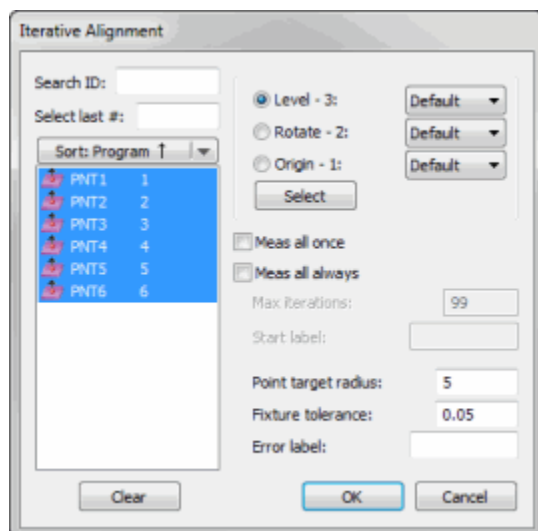 Iterative Alignment
Search ID:
Select last #:
Sort: Program ↑
PNT1 1
PNT2 2
PNT3 3
PNT4 4
PNT5 5
PNT6 6
Clear
Level - 3: Default
Rotate - 2: Default
Origin - 1: Default
Select
Meas all once
Meas all always
Max iterations: 99
Start label:
Point target radius: 5
Fixture tolerance: 0.05
Error label:
OK Cancel